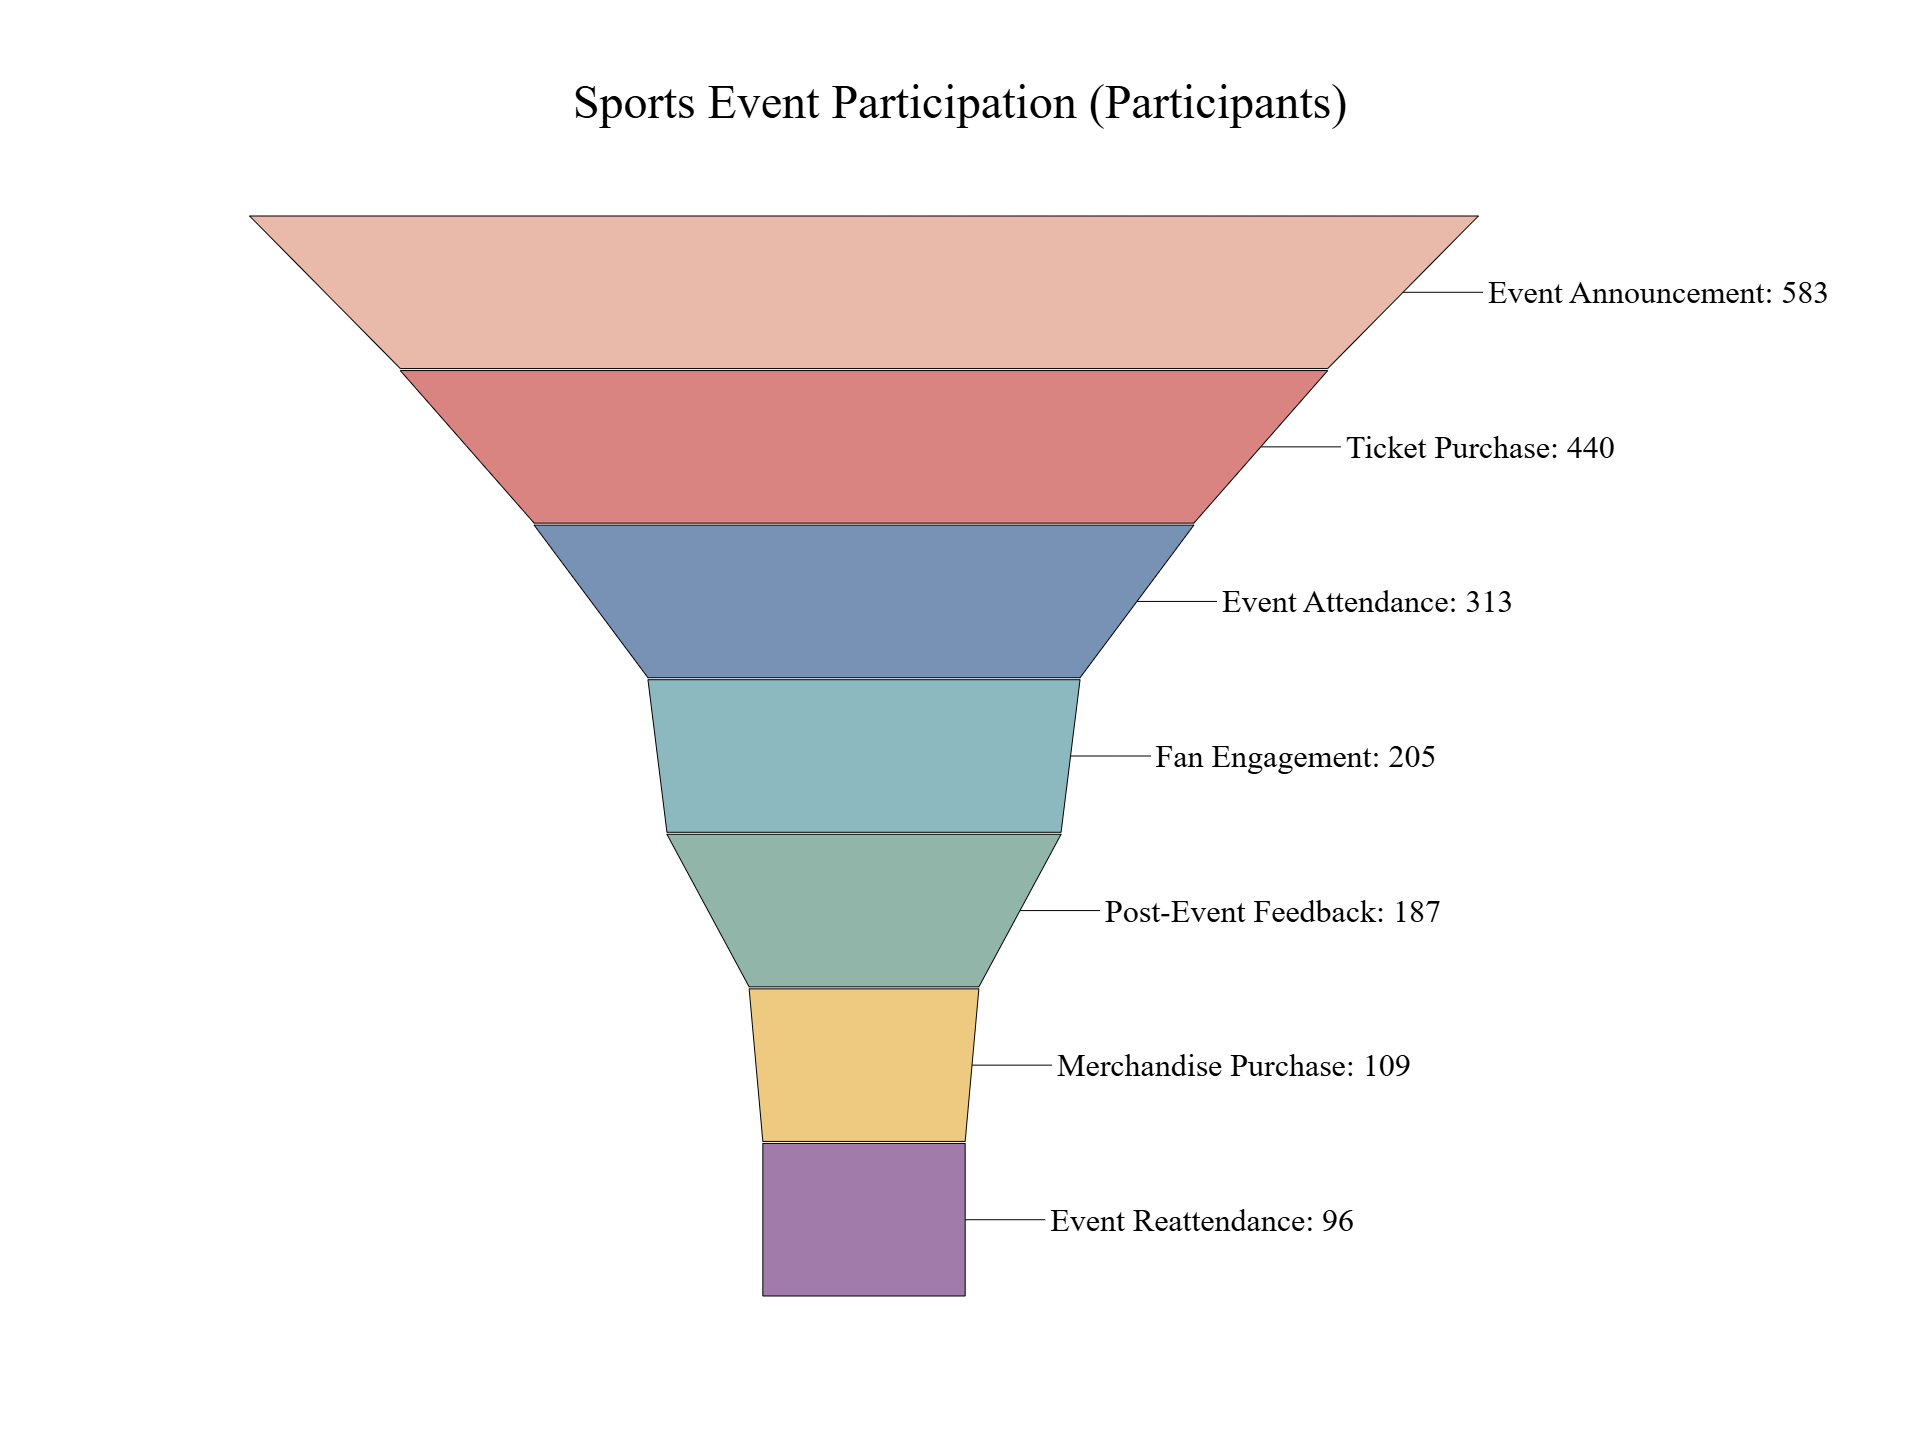 Sports Event Participation (Participants)
Event Announcement: 583
Ticket Purchase: 440
Event Attendance: 313
Fan Engagement: 205
Post-Event Feedback: 187
Merchandise Purchase: 109
Event Reattendance: 96